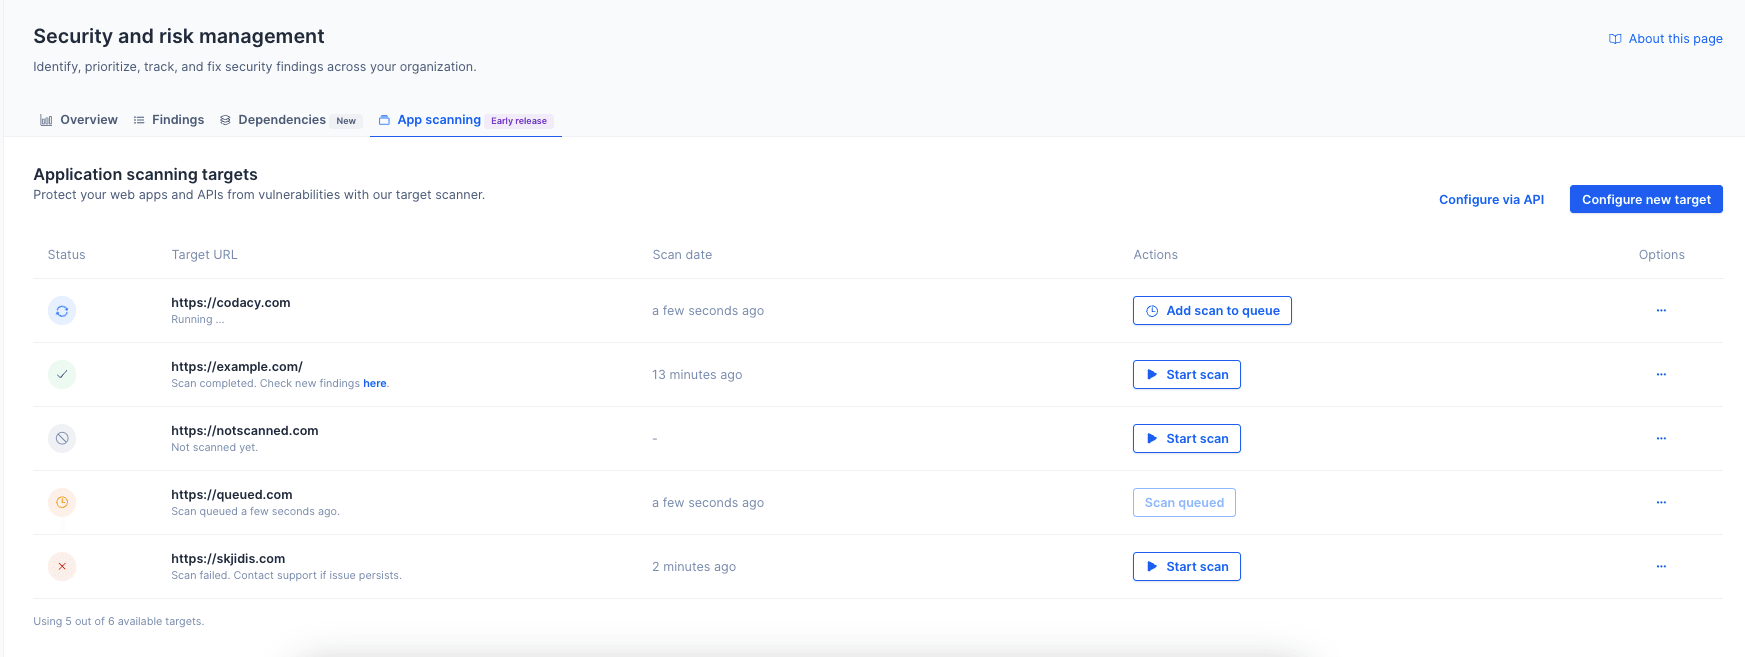 Security and risk management
About this page
Identify, prioritize, track, and fix security findings across your organization.
Overview Findings Dependencies New App scanning Early release
Application scanning targets
Protect your web apps and APIs from vulnerabilities with our target scanner.
Configure via API Configure new target
Status Target URL Scan date Actions Options
https://codacy.com
Running ...
a few seconds ago
Add scan to queue
...
https://example.com/
Scan completed. Check new findings here.
13 minutes ago
Start scan
...
https://notscanned.com
Not scanned yet.
-
Start scan
...
https://queued.com
Scan queued a few seconds ago.
a few seconds ago
Scan queued
...
https://skjidis.com
Scan failed. Contact support if issue persists.
2 minutes ago
Start scan
...
Using 5 out of 6 available targets.